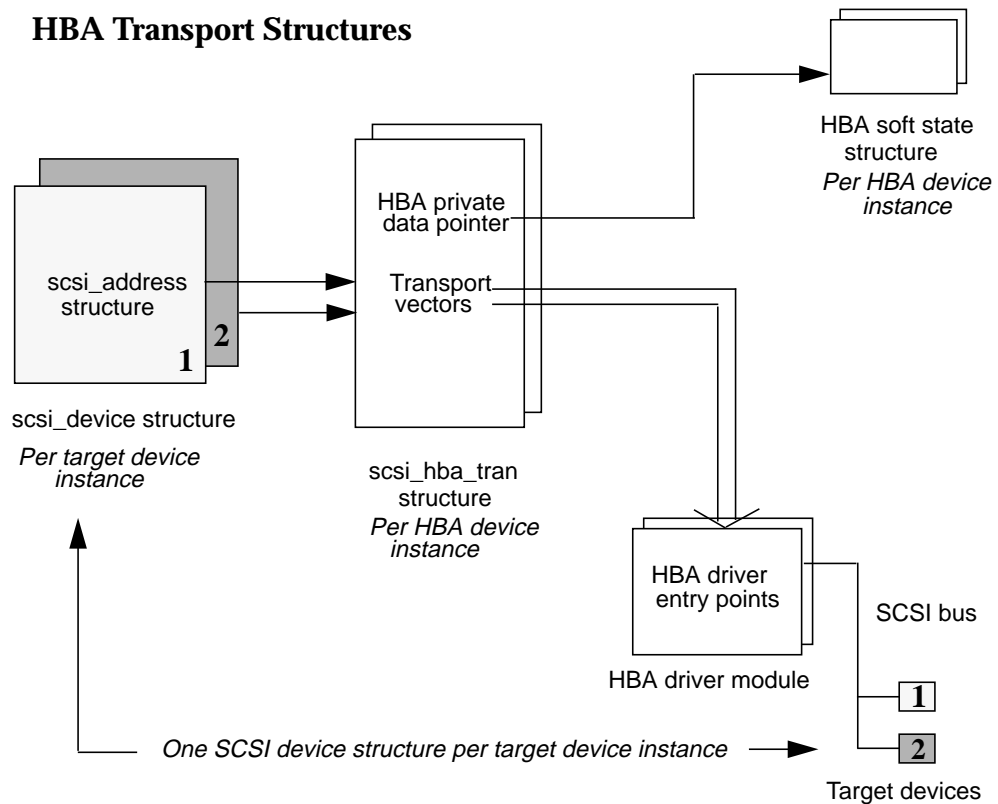 HBA Transport Structures
HBA soft state
structure
Per HBA device
instance
HBA private
data pointer
Transport
vectors
scsi_address
structure
1
2
scsi_device structure
Per target device
instance
scsi_hba_tran
structure
Per HBA device
instance
HBA driver
entry points
HBA driver module
SCSI bus
1
2
Target devices
One SCSI device structure per target device instance